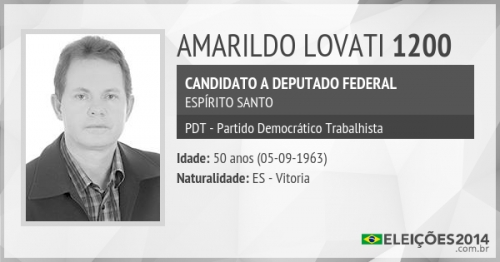 AMARILDO LOVATI 1200
CANDIDATO A DEPUTADO FEDERAL
ESPÍRITO SANTO
PDT - Partido Democrático Trabalhista
Idade: 50 anos (05-09-1963)
Naturalidade: ES - Vitoria
ELEIÇÕES2014
.com.br